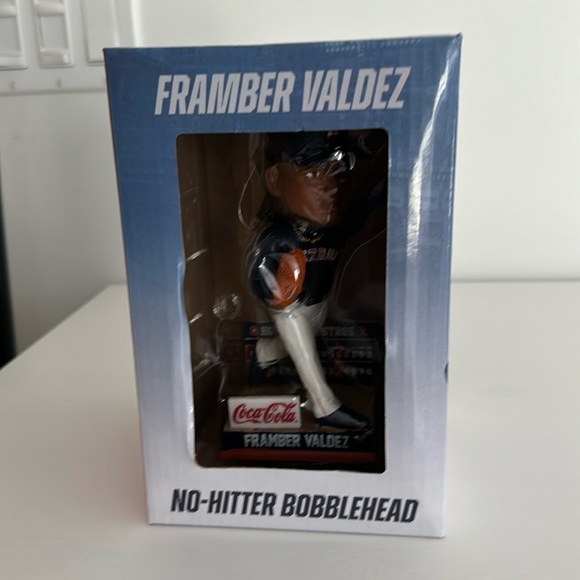 FRAMBER VALDEZ
Coca-Cola
FRAMBER VALDEZ
NO-HITTER BOBBLEHEAD